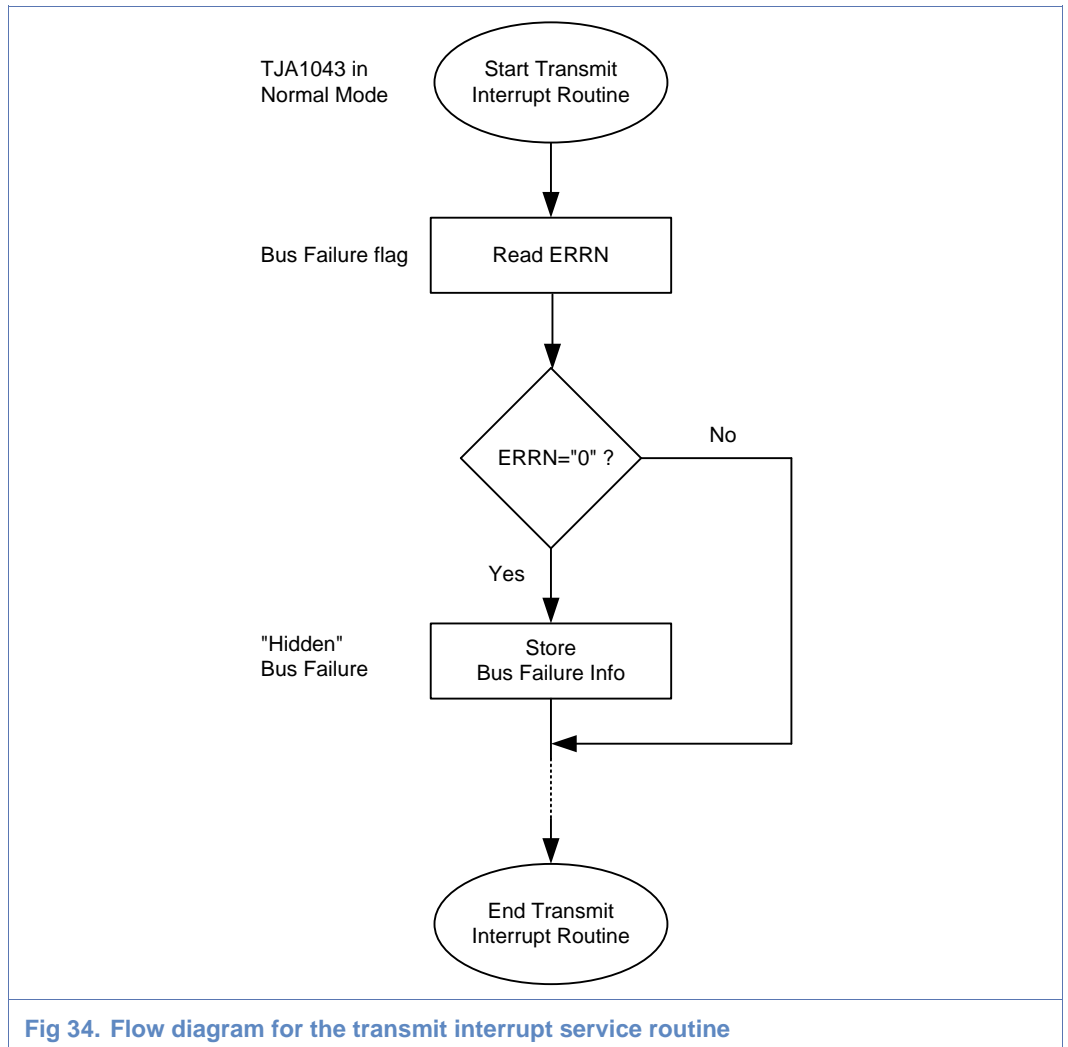 TJA1043 in
Normal Mode
Start Transmit
Interrupt Routine
Bus Failure flag
Read ERRN
ERRN="0" ?
No
Yes
"Hidden"
Bus Failure
Store
Bus Failure Info
End Transmit
Interrupt Routine
Fig 34. Flow diagram for the transmit interrupt service routine